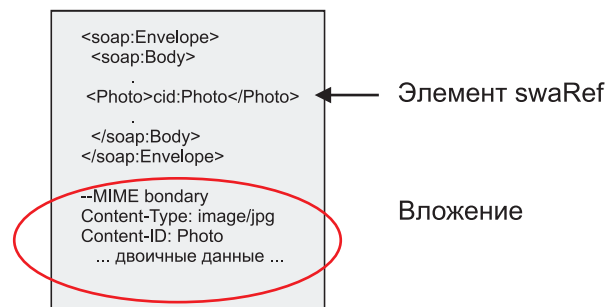 <soap:Envelope>
<soap:Body>
.
<Photo>cid:Photo</Photo>
Элемент swaRef
.
</soap:Body>
</soap:Envelope>
--MIME bondary
Content-Type: image/jpg
Вложение
Content-ID: Photo
... двоичные данные ...